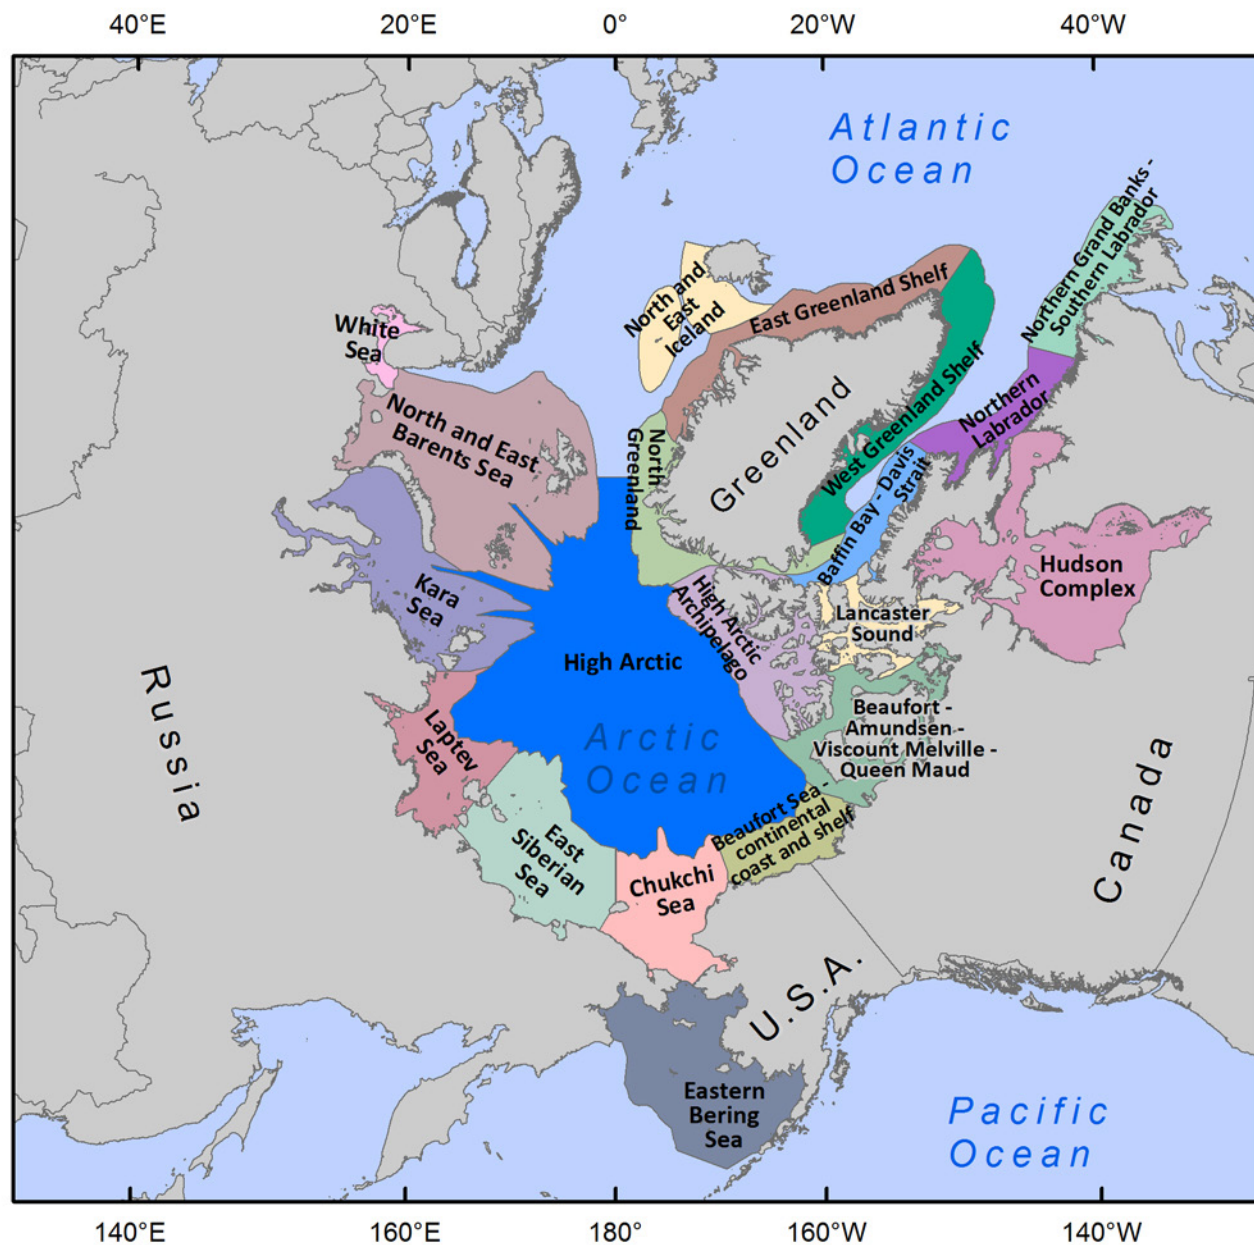 40°E 20°E 0° 20°W 40°W
Atlantic
Ocean
Northern Grand Banks -
Southern Labrador
North and
East
Iceland
East Greenland Shelf
White
Sea
West Greenland Shelf
Northern
Labrador
North and East
Barents Sea
North
Greenland
Greenland
Baffin Bay - Davis
Strait
Hudson
Complex
Kara
Sea
High Arctic
Archipelago
Lancaster
Sound
High Arctic
Russia
Laptev
Sea
Arctic
Ocean
Beaufort -
Amundsen -
Viscount Melville -
Queen Maud
Canada
Beaufort Sea -
continental
coast and shelf
East
Siberian
Sea
Chukchi
Sea
U.S.A.
Eastern
Bering
Sea
Pacific
Ocean
140°E 160°E 180° 160°W 140°W